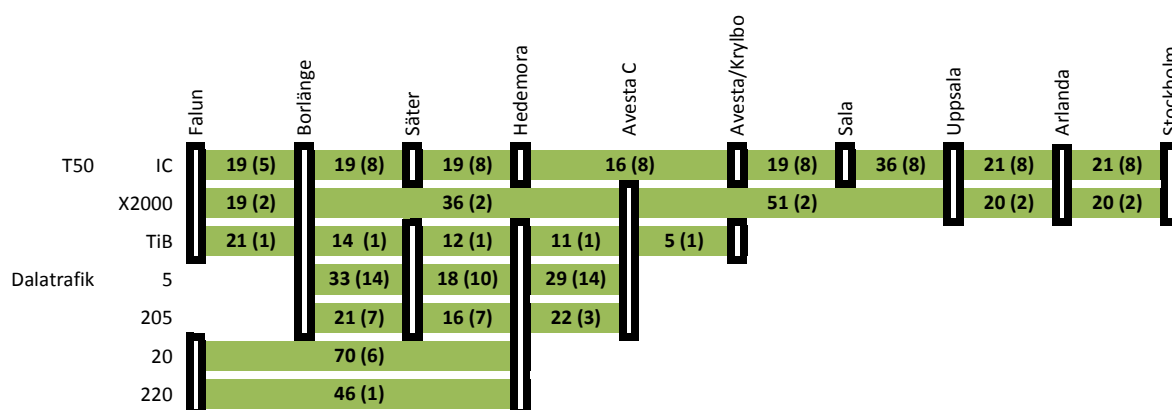 Falun
Borlänge
Säter
Hedemora
Avesta C
Avesta/Krylbo
Sala
Uppsala
Arlanda
Stockholm
T50 IC 19 (5) 19 (8) 19 (8) 16 (8) 19 (8) 36 (8) 21 (8) 21 (8)
X2000 19 (2) 36 (2) 51 (2) 20 (2) 20 (2)
TiB 21 (1) 14 (1) 12 (1) 11 (1) 5 (1)
Dalatrafik 5 33 (14) 18 (10) 29 (14)
205 21 (7) 16 (7) 22 (3)
20 70 (6)
220 46 (1)